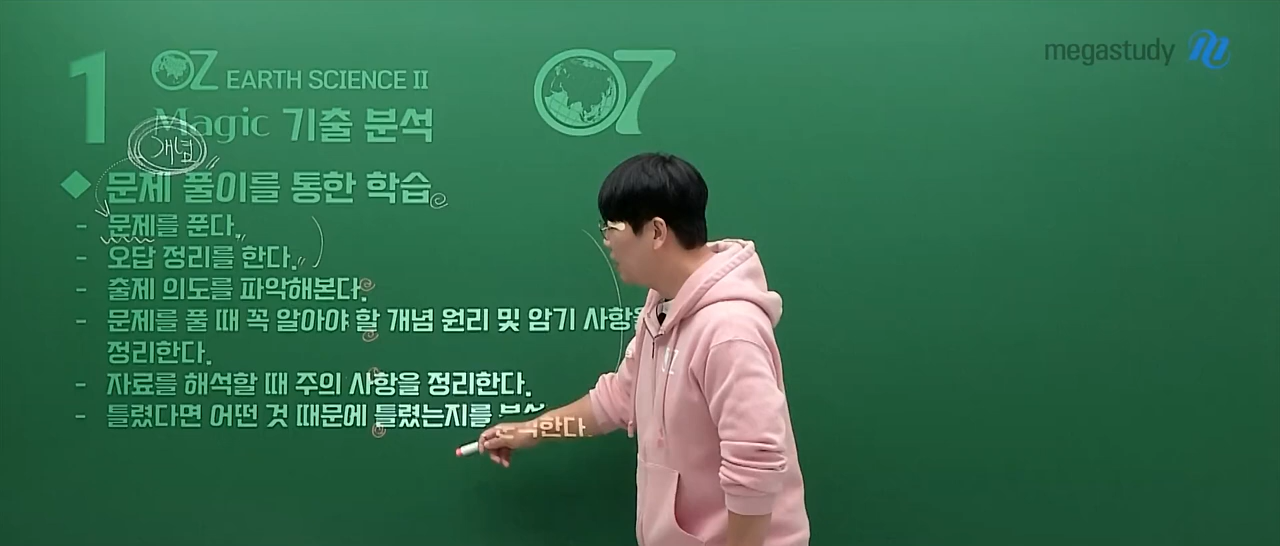 megastudy
1
OZ EARTH SCIENCE II
Magic 기출 분석
07
개념
◆ 문제 풀이를 통한 학습
- 문제를 푼다.
- 오답 정리를 한다.
- 출제 의도를 파악해본다.
- 문제를 풀 때 꼭 알아야 할 개념 원리 및 암기 사항을
정리한다.
- 자료를 해석할 때 주의 사항을 정리한다.
- 틀렸다면 어떤 것 때문에 틀렸는지를 분석한다.